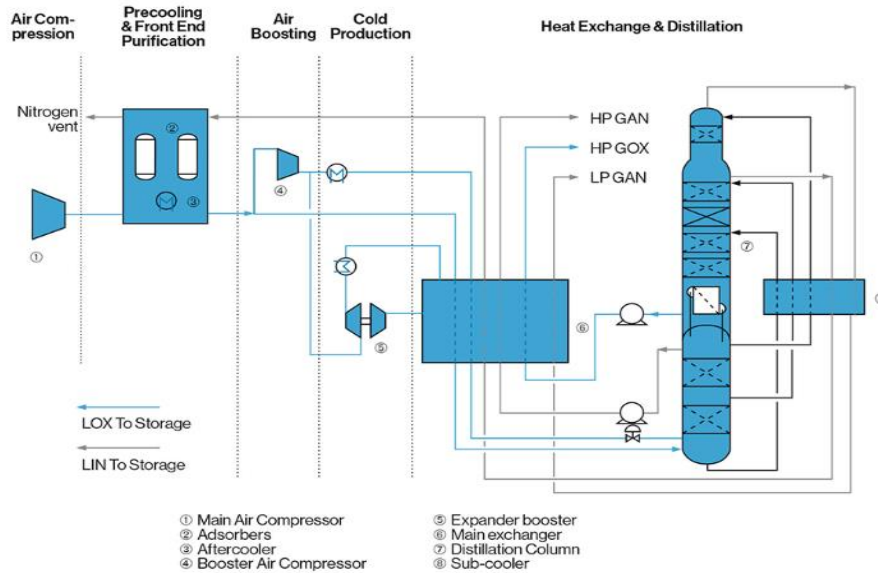 Air Com-
pression
Precooling
& Front End
Purification
Air
Boosting
Cold
Production
Heat Exchange & Distillation
Nitrogen
vent
HP GAN
HP GOX
LP GAN
②
③
④
①
⑦
⑥
⑤
LOX To Storage
LIN To Storage
① Main Air Compressor
② Adsorbers
③ Aftercooler
④ Booster Air Compressor
⑤ Expander booster
⑥ Main exchanger
⑦ Distillation Column
⑧ Sub-cooler